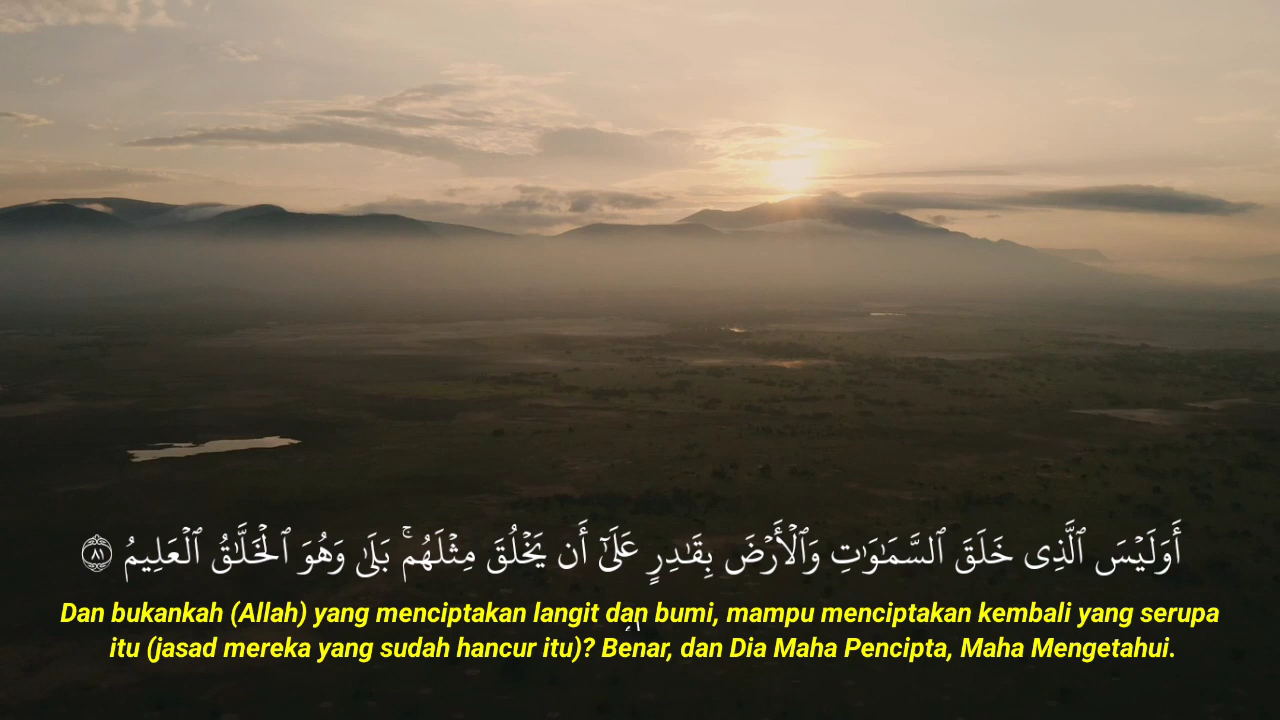 أَوَلَيْسَ ٱلَّذِى خَلَقَ ٱلسَّمَـٰوَٰتِ وَٱلْأَرْضَ بِقَـٰدِرٍ عَلَىٰٓ أَن يَخْلُقَ مِثْلَهُم ۚ بَلَىٰ وَهُوَ ٱلْخَلَّـٰقُ ٱلْعَلِيمُ ٨١
Dan bukankah (Allah) yang menciptakan langit dan bumi, mampu menciptakan kembali yang serupa
itu (jasad mereka yang sudah hancur itu)? Benar, dan Dia Maha Pencipta, Maha Mengetahui.